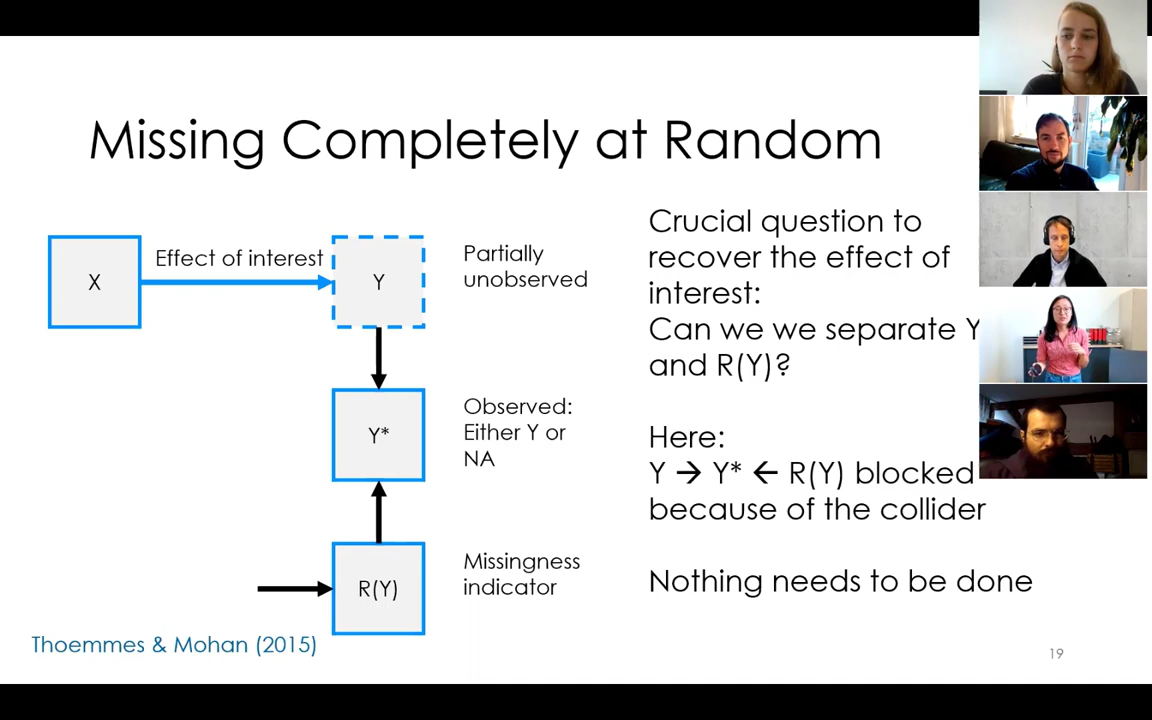 Missing Completely at Random
X
Effect of interest
Y
Partially
unobserved
Y*
Observed:
Either Y or
NA
R(Y)
Missingness
indicator
Crucial question to
recover the effect of
interest:
Can we we separate Y
and R(Y)?
Here:
Y → Y* ← R(Y) blocked
because of the collider
Nothing needs to be done
Thoemmes & Mohan (2015)
19